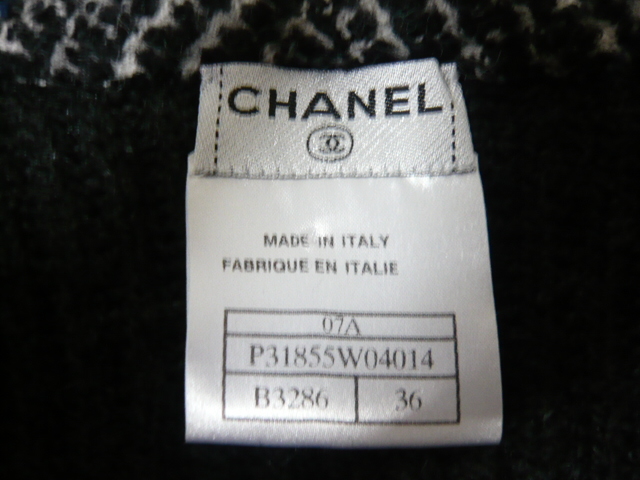 CHANEL
MADE IN ITALY
FABRIQUE EN ITALIE
07A
P31855W04014
B3286 36